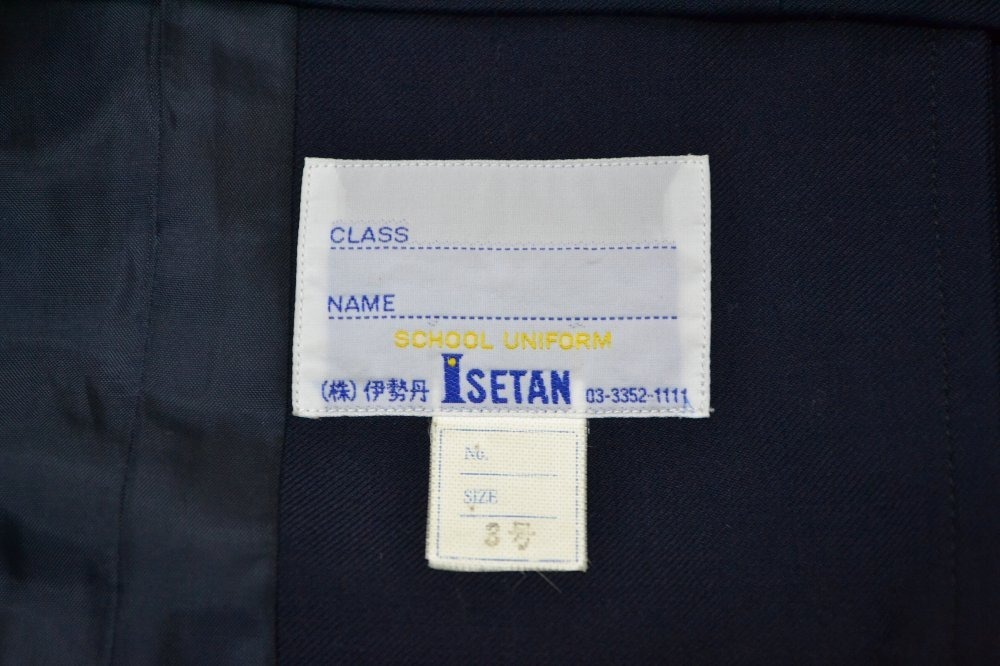 CLASS
NAME
SCHOOL UNIFORM
(株)伊勢丹 ISETAN 03-3352-1111
No.
SIZE
3号